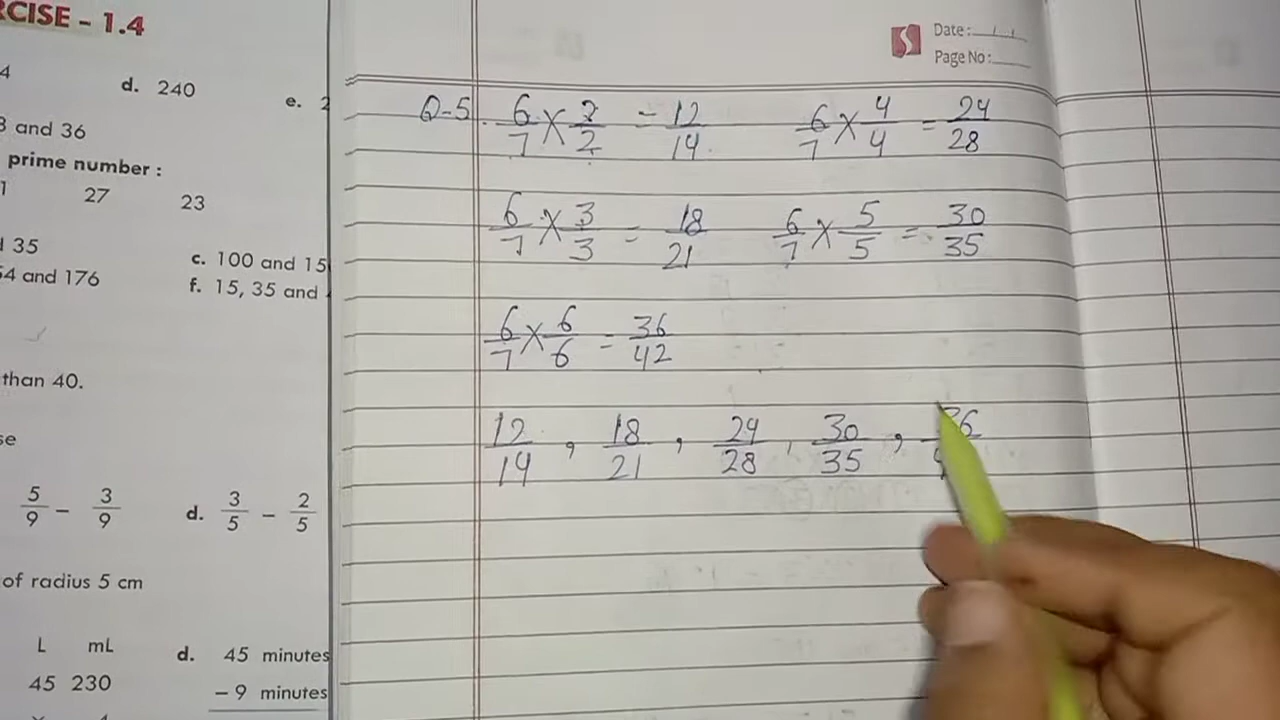 RCISE – 1.4
4 d. 240 e. 2
3 and 36
prime number :
1 27 23
d 35 c. 100 and 15
54 and 176 f. 15, 35 and
than 40.
se
5/9 – 3/9 d. 3/5 – 2/5
of radius 5 cm
L mL d. 45 minutes
45 230 – 9 minutes
Date :
Page No :
Q-5. 6/7 × 2/2 = 12/14 6/7 × 4/4 = 24/28
6/7 × 3/3 = 18/21 6/7 × 5/5 = 30/35
6/7 × 6/6 = 36/42
12/14 , 18/21 , 24/28 , 30/35 ,